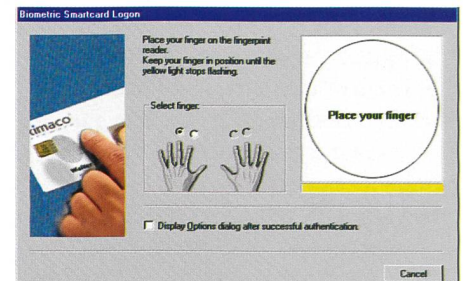 Biometric Smartcard Logon
Place your finger on the fingerprint
reader.
Keep your finger in position until the
yellow light stops flashing.
Select finger:
Place your finger
imaco
Display Options dialog after successful authentication.
Cancel